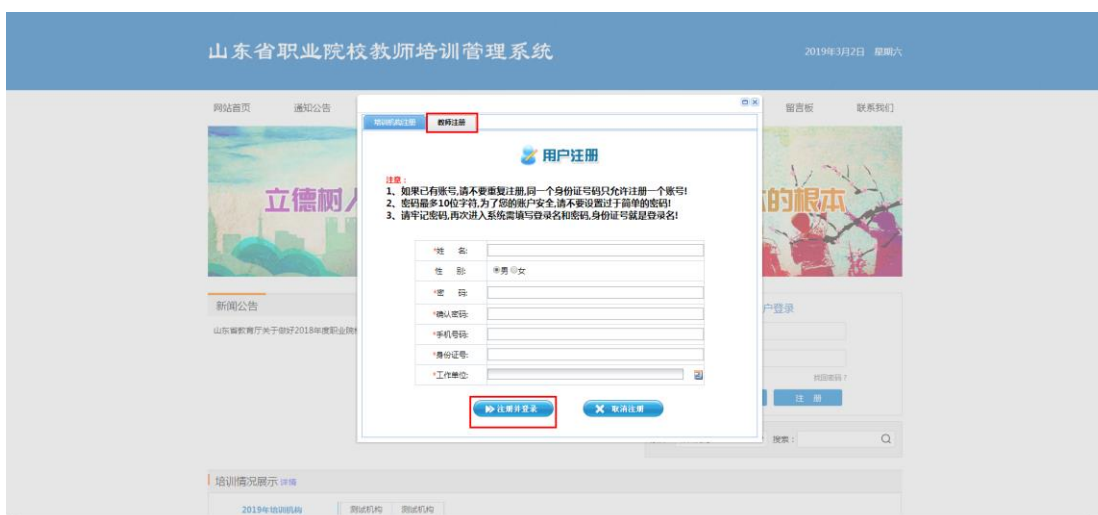 山东省职业院校教师培训管理系统
2019年3月2日 星期六
网站首页 通知公告 留言板 联系我们
培训机构注册 教师注册
用户注册
注意：
1、如果已有账号,请不要重复注册,同一个身份证号码只允许注册一个账号!
2、密码最多10位字符,为了您的账户安全,请不要设置过于简单的密码!
3、请牢记密码,再次进入系统需填写登录名和密码,身份证号就是登录名!
立德树人
的根本
*姓 名:
性 别: 男 女
*密 码:
*确认密码:
*手机号码:
*身份证号:
*工作单位:
注册并登录 取消注册
新闻公告
山东省教育厅关于做好2018年度职业院校
户登录
找回密码？
注 册
搜索：
培训情况展示 详情
2019年培训机构 测试机构 测试机构